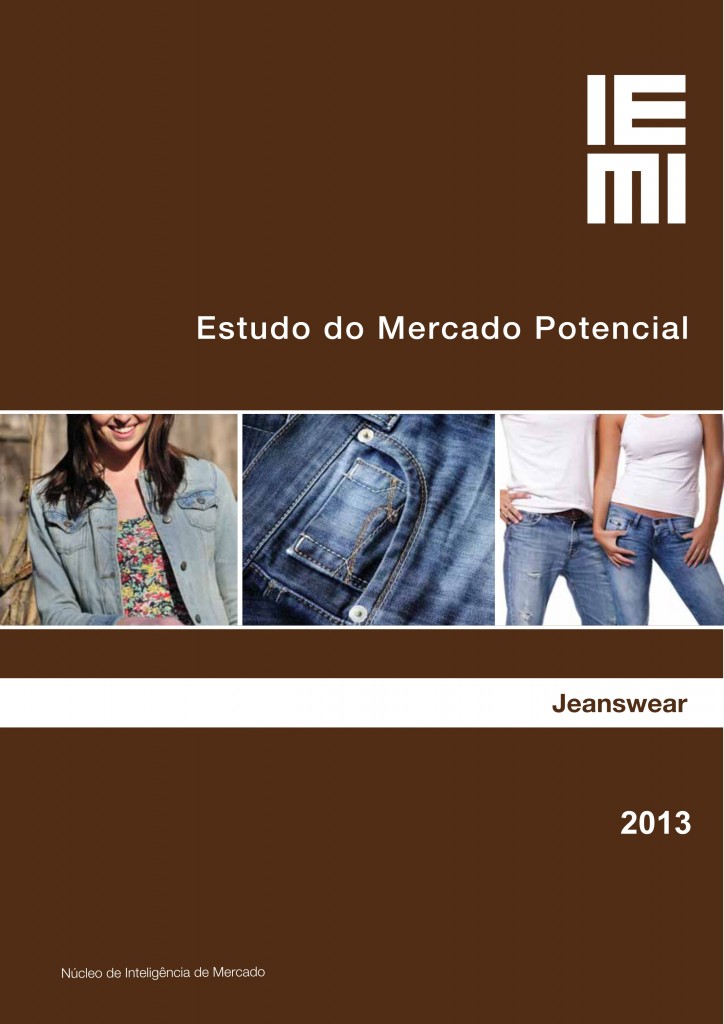 IE
MI
Estudo do Mercado Potencial
Jeanswear
2013
Núcleo de Inteligência de Mercado